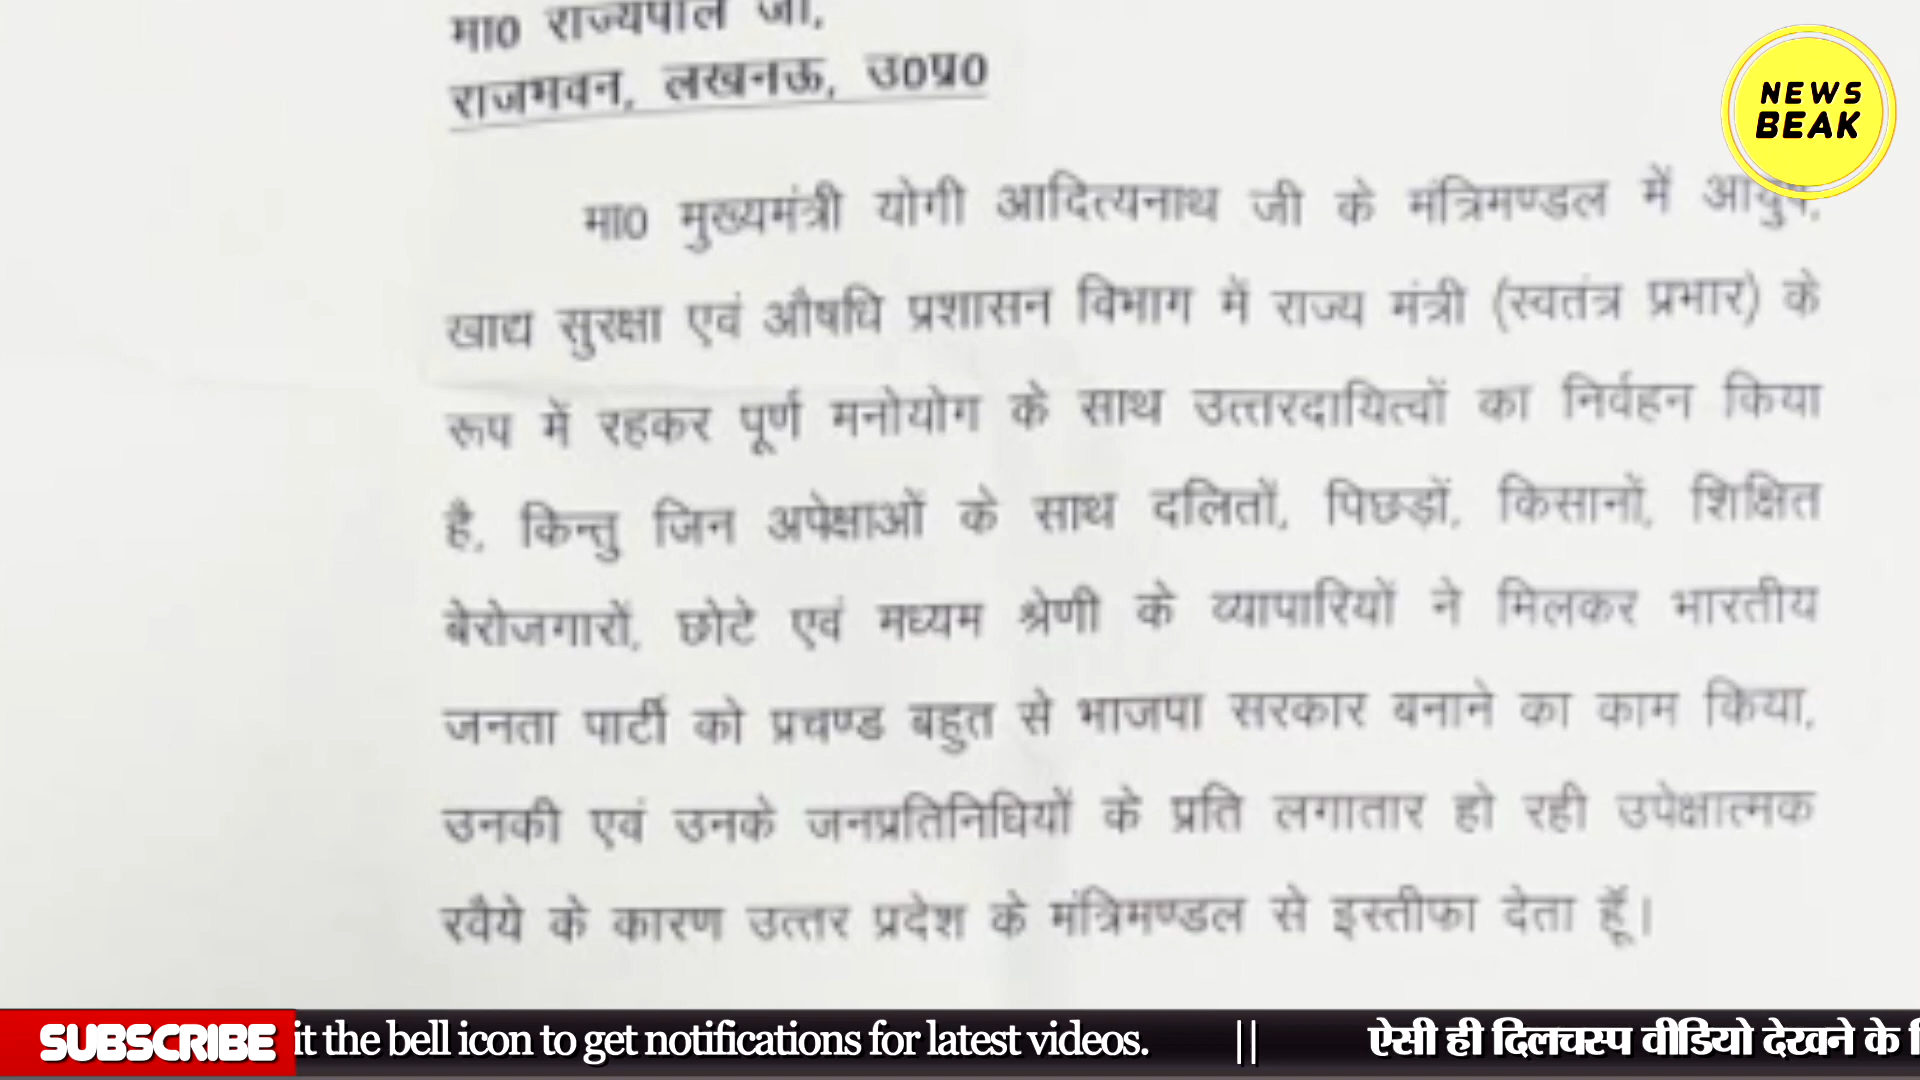 मा0 राज्यपाल जी,
राजभवन, लखनऊ, उ0प्र0
NEWS
BEAK
मा0 मुख्यमंत्री योगी आदित्यनाथ जी के मंत्रिमण्डल में आयुष,
खाद्य सुरक्षा एवं औषधि प्रशासन विभाग में राज्य मंत्री (स्वतंत्र प्रभार) के
रूप में रहकर पूर्ण मनोयोग के साथ उत्तरदायित्वों का निर्वहन किया
है, किन्तु जिन अपेक्षाओं के साथ दलितों, पिछड़ों, किसानों, शिक्षित
बेरोजगारों, छोटे एवं मध्यम श्रेणी के व्यापारियों ने मिलकर भारतीय
जनता पार्टी को प्रचण्ड बहुत से भाजपा सरकार बनाने का काम किया,
उनकी एवं उनके जनप्रतिनिधियों के प्रति लगातार हो रही उपेक्षात्मक
रवैये के कारण उत्तर प्रदेश के मंत्रिमण्डल से इस्तीफा देता हूँ।
SUBSCRIBE it the bell icon to get notifications for latest videos. || ऐसी ही दिलचस्प वीडियो देखने के